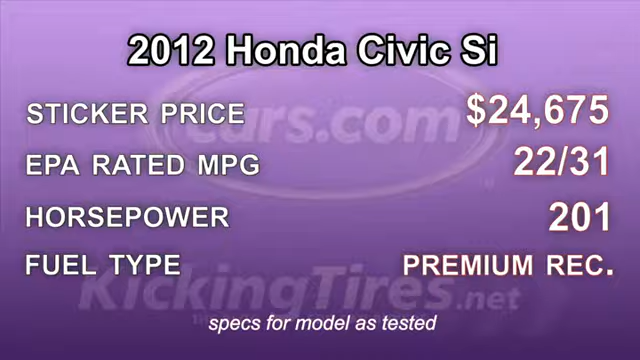 2012 Honda Civic Si
cars.com
STICKER PRICE $24,675
EPA RATED MPG 22/31
HORSEPOWER 201
FUEL TYPE PREMIUM REC.
KickingTires.net
specs for model as tested